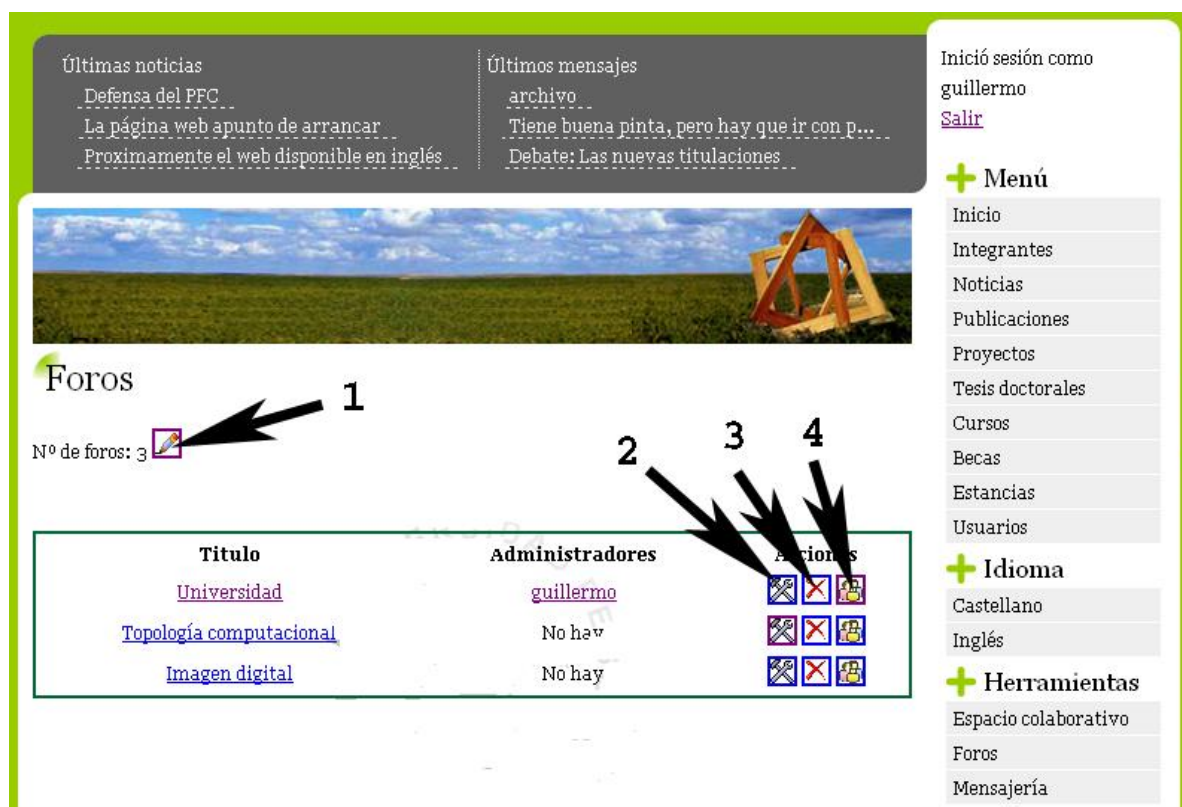 Últimas noticias
Defensa del PFC
La página web apunto de arrancar
Proximamente el web disponible en inglés
Últimos mensajes
archivo
Tiene buena pinta, pero hay que ir con p...
Debate: Las nuevas titulaciones
Inició sesión como
guillermo
Salir
Menú
Inicio
Integrantes
Noticias
Publicaciones
Proyectos
Tesis doctorales
Cursos
Becas
Estancias
Usuarios
Idioma
Castellano
Inglés
Herramientas
Espacio colaborativo
Foros
Mensajería
Foros
1
Nº de foros: 3
2 3 4
Titulo Administradores Acciones
Universidad guillermo
Topología computacional No hay
Imagen digital No hay